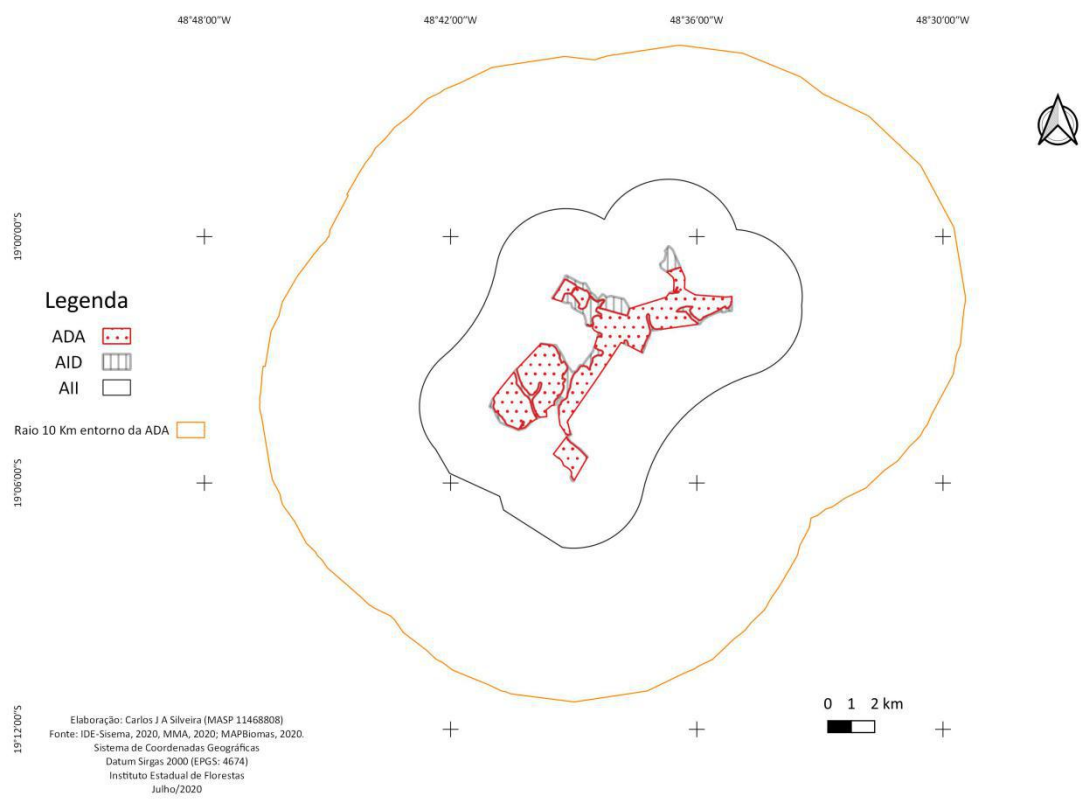 48°48'00"W 48°42'00"W 48°36'00"W 48°30'00"W
19°00'00"S
Legenda
ADA
AID
AII
Raio 10 Km entorno da ADA
19°06'00"S
0 1 2 km
19°12'00"S
Elaboração: Carlos J A Silveira (MASP 11468808)
Fonte: IDE-Sisema, 2020, MMA, 2020; MAPBiomas, 2020.
Sistema de Coordenadas Geográficas
Datum Sirgas 2000 (EPGS: 4674)
Instituto Estadual de Florestas
Julho/2020